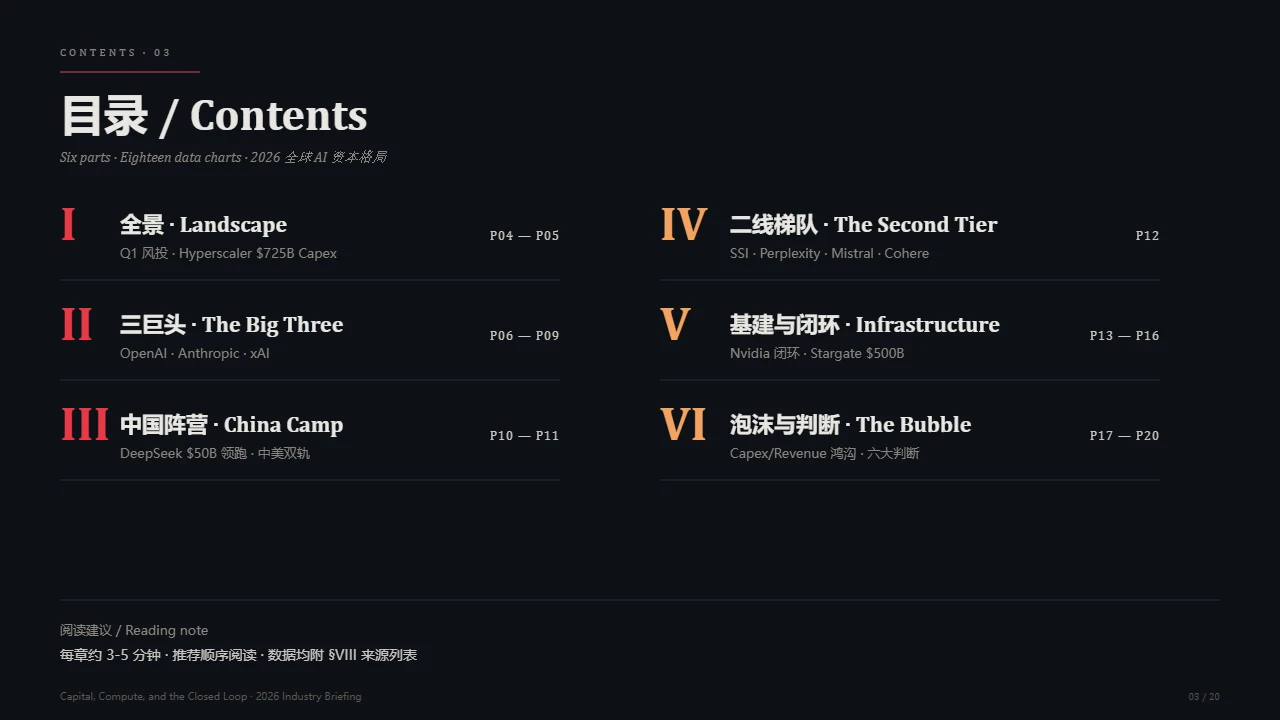 CONTENTS · 03
目录 / Contents
Six parts · Eighteen data charts · 2026 全球 AI 资本格局
I
全景 · Landscape
Q1 风投 · Hyperscaler $725B Capex
P04 — P05
II
三巨头 · The Big Three
OpenAI · Anthropic · xAI
P06 — P09
III
中国阵营 · China Camp
DeepSeek $50B 领跑 · 中美双轨
P10 — P11
IV
二线梯队 · The Second Tier
SSI · Perplexity · Mistral · Cohere
P12
V
基建与闭环 · Infrastructure
Nvidia 闭环 · Stargate $500B
P13 — P16
VI
泡沫与判断 · The Bubble
Capex/Revenue 鸿沟 · 六大判断
P17 — P20
阅读建议 / Reading note
每章约 3-5 分钟 · 推荐顺序阅读 · 数据均附 §VIII 来源列表
Capital, Compute, and the Closed Loop · 2026 Industry Briefing
03 / 20